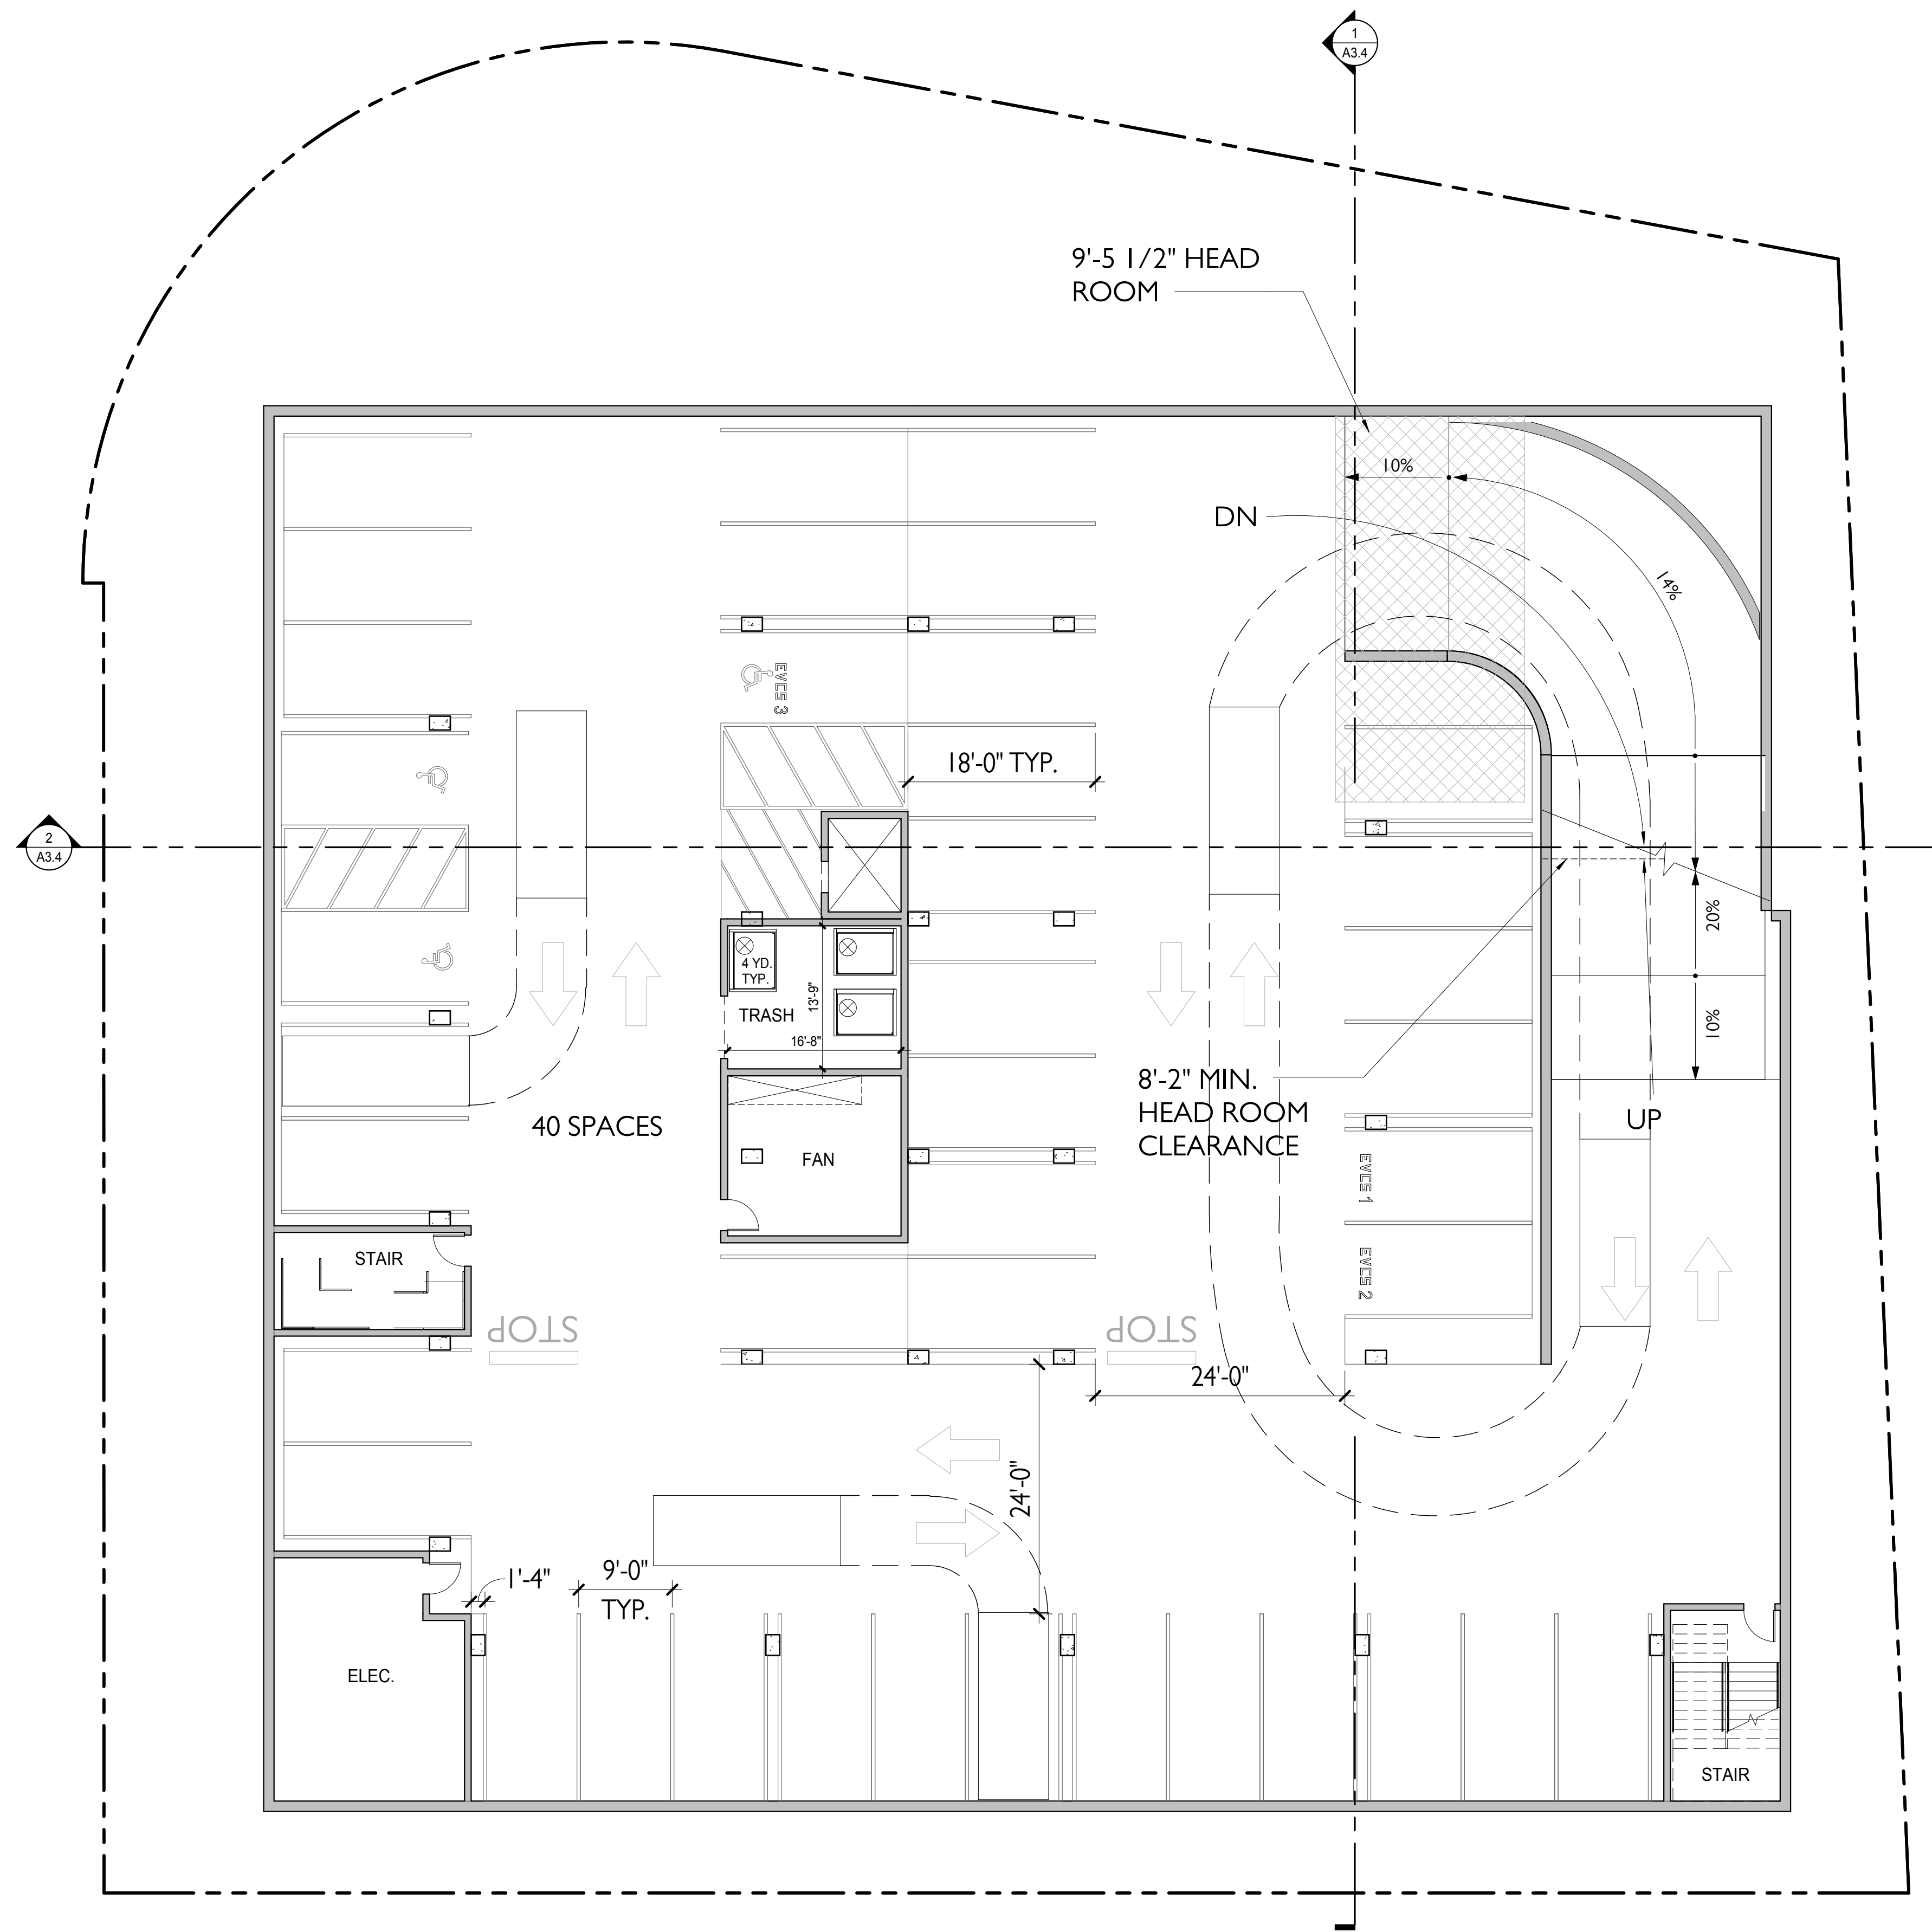 1
A3.4
9'-5 1/2" HEAD
ROOM
10%
DN
14%
EVCS 3
18'-0" TYP.
2
A3.4
20%
4 YD.
TYP.
13'-9"
TRASH
16'-8"
10%
8'-2" MIN.
HEAD ROOM
CLEARANCE
UP
40 SPACES
FAN
EVCS 1
STAIR
EVCS 2
STOP
STOP
24'-0"
24'-0"
1'-4"
9'-0"
TYP.
ELEC.
STAIR